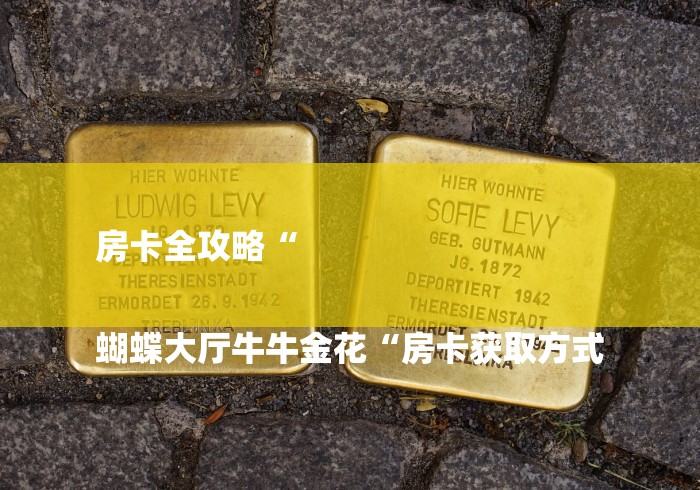 HIER WOHNTE
LUDWIG LEVY
THERESIENSTADT
ERMORDET 26.9.1942
TREBLINKA
HIER WOHNTE
SOFIE LEVY
GEB. GUTMANN
JG. 1872
DEPORTIERT 1942
THERESIENSTADT
房卡全攻略“
蝴蝶大厅牛牛金花“房卡获取方式